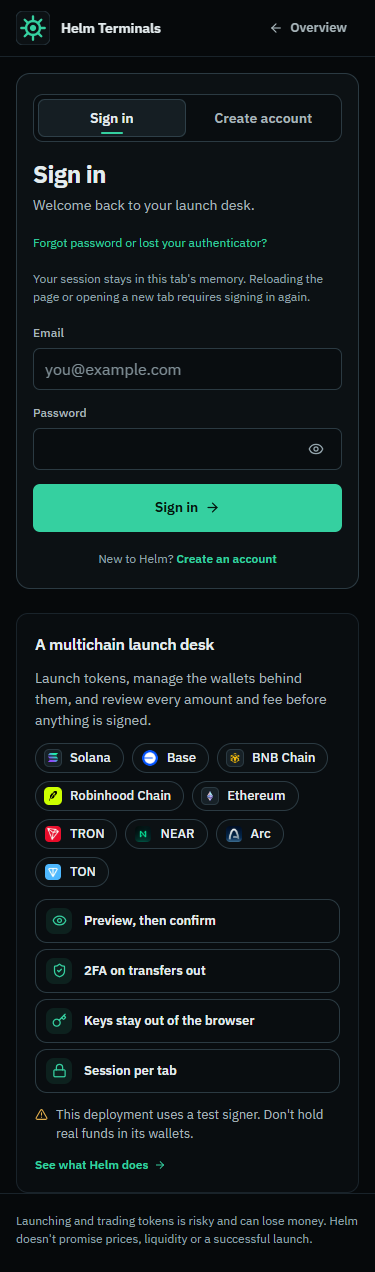 Helm Terminals
Overview
Sign in
Create account
Sign in
Welcome back to your launch desk.
Forgot password or lost your authenticator?
Your session stays in this tab's memory. Reloading the
page or opening a new tab requires signing in again.
Email
you@example.com
Password
Sign in
New to Helm? Create an account
A multichain launch desk
Launch tokens, manage the wallets behind
them, and review every amount and fee before
anything is signed.
Solana
Base
BNB Chain
Robinhood Chain
Ethereum
TRON
NEAR
Arc
TON
Preview, then confirm
2FA on transfers out
Keys stay out of the browser
Session per tab
This deployment uses a test signer. Don't hold
real funds in its wallets.
See what Helm does
Launching and trading tokens is risky and can lose money. Helm
doesn't promise prices, liquidity or a successful launch.